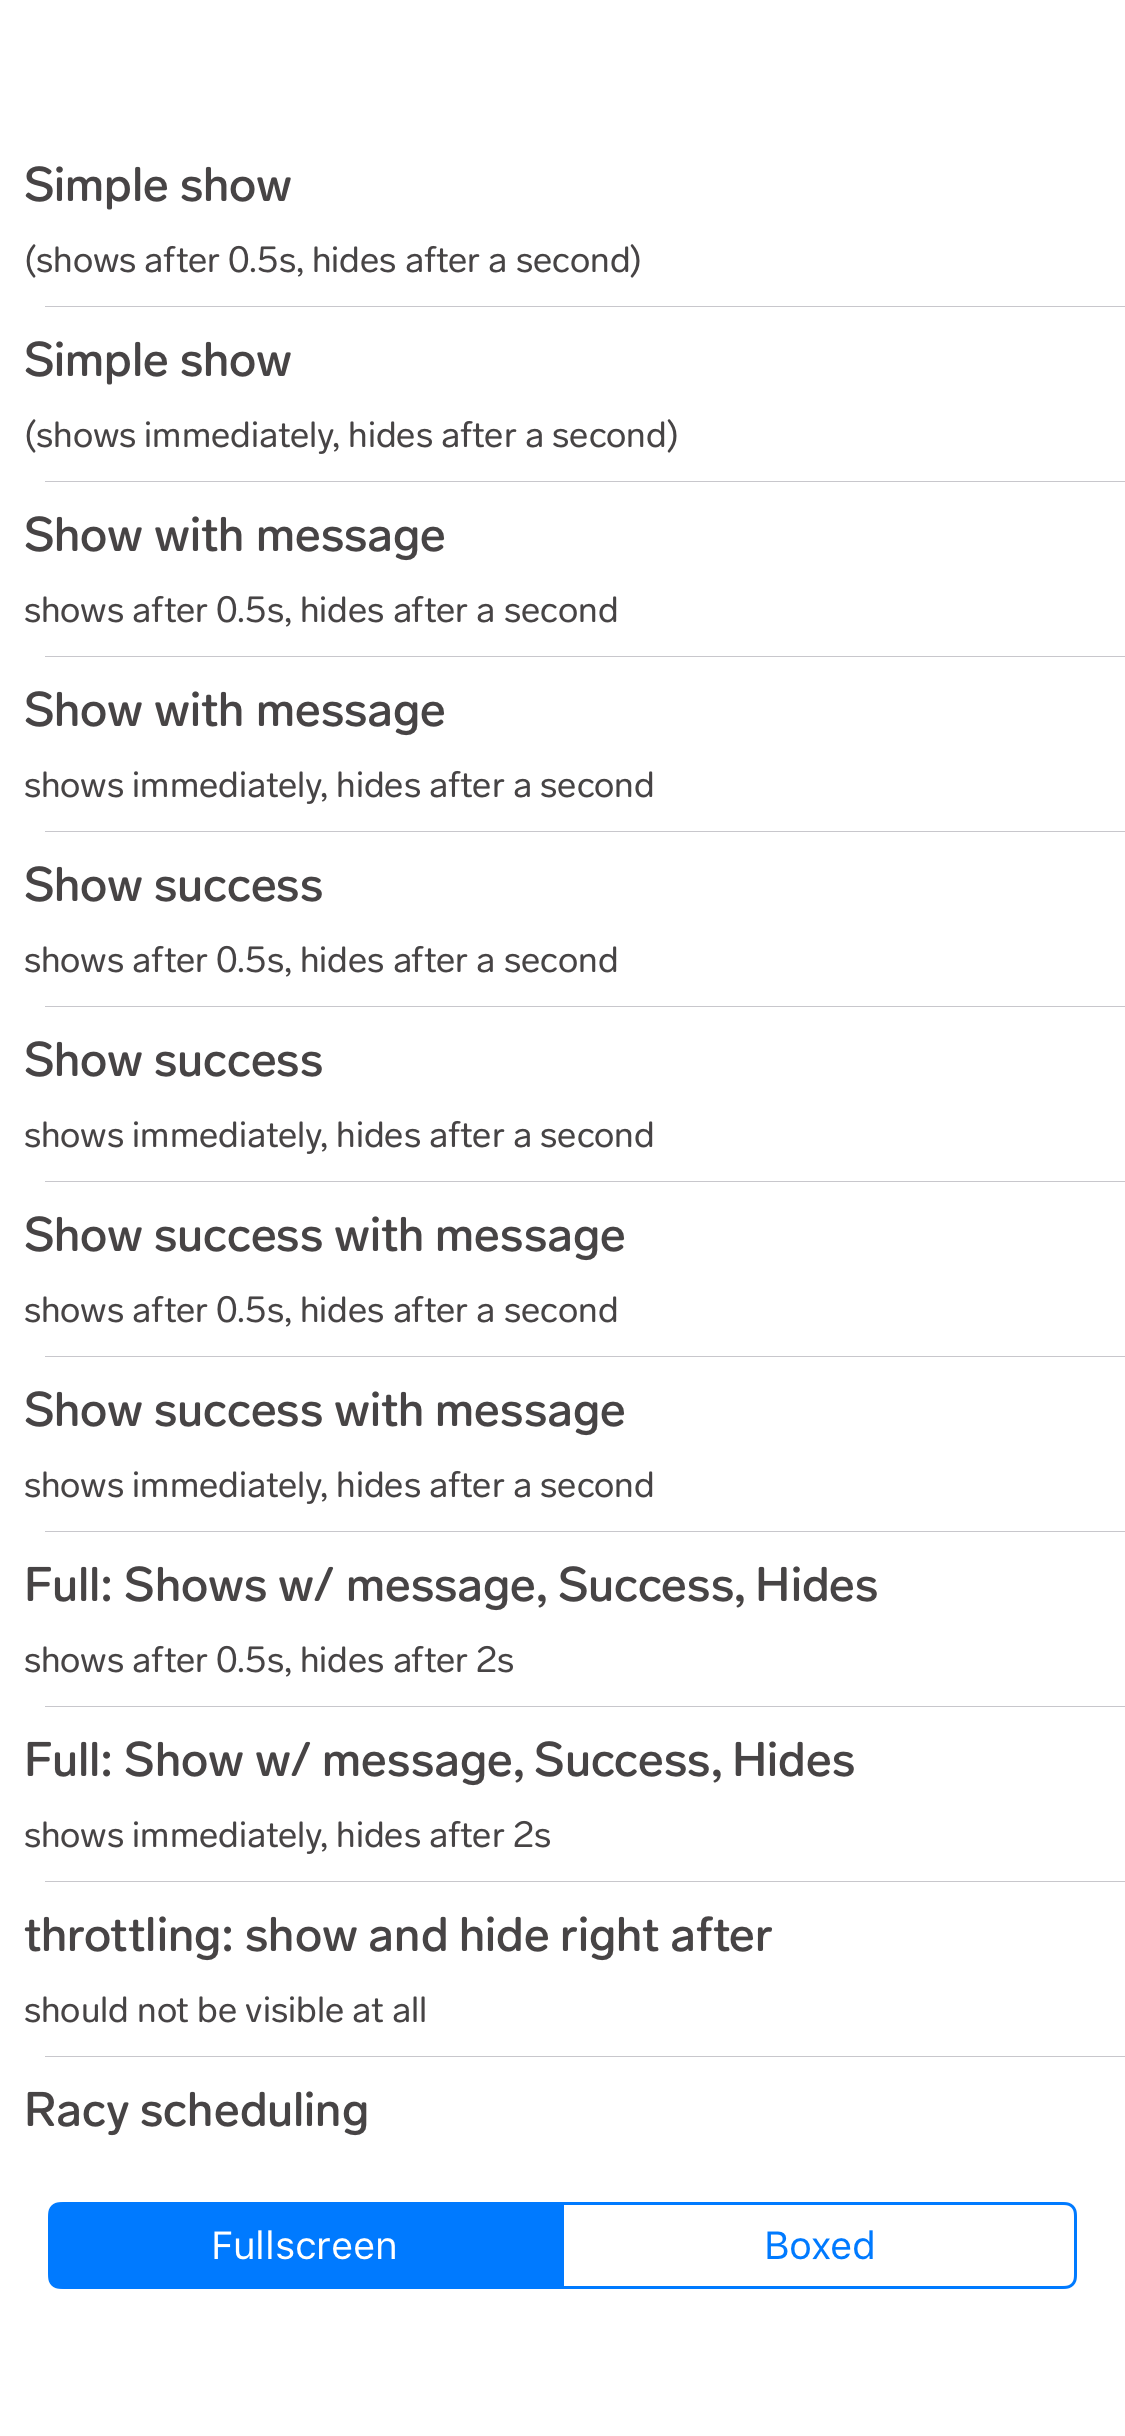 Simple show
(shows after 0.5s, hides after a second)
Simple show
(shows immediately, hides after a second)
Show with message
shows after 0.5s, hides after a second
Show with message
shows immediately, hides after a second
Show success
shows after 0.5s, hides after a second
Show success
shows immediately, hides after a second
Show success with message
shows after 0.5s, hides after a second
Show success with message
shows immediately, hides after a second
Full: Shows w/ message, Success, Hides
shows after 0.5s, hides after 2s
Full: Show w/ message, Success, Hides
shows immediately, hides after 2s
throttling: show and hide right after
should not be visible at all
Racy scheduling
Fullscreen Boxed